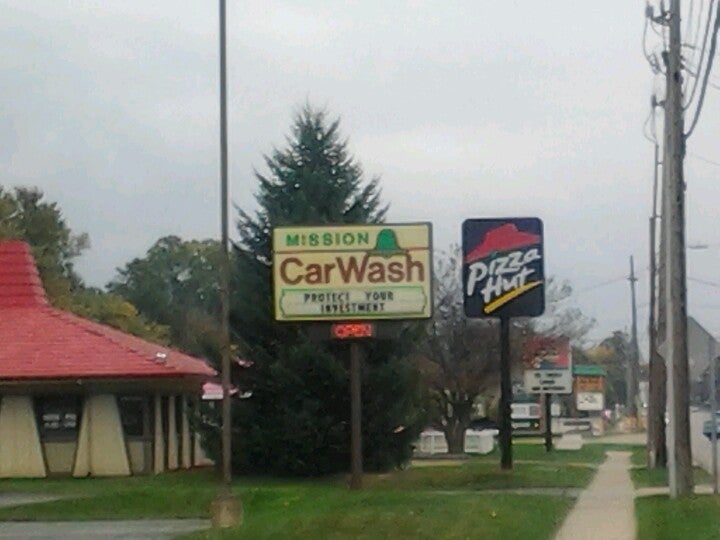 MISSION
CarWash
PROTECT YOUR
INVESTMENT
OPEN
Pizza
Hut